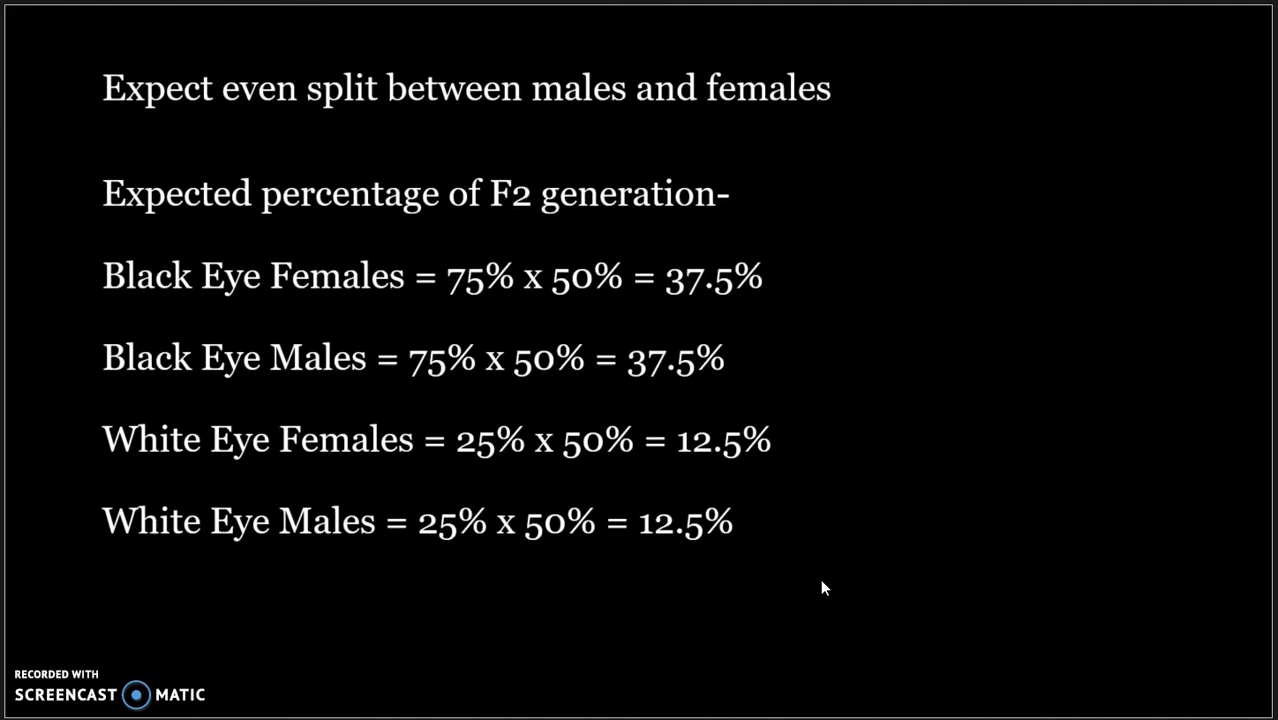 Expect even split between males and females
Expected percentage of F2 generation-
Black Eye Females = 75% x 50% = 37.5%
Black Eye Males = 75% x 50% = 37.5%
White Eye Females = 25% x 50% = 12.5%
White Eye Males = 25% x 50% = 12.5%
RECORDED WITH
SCREENCAST MATIC